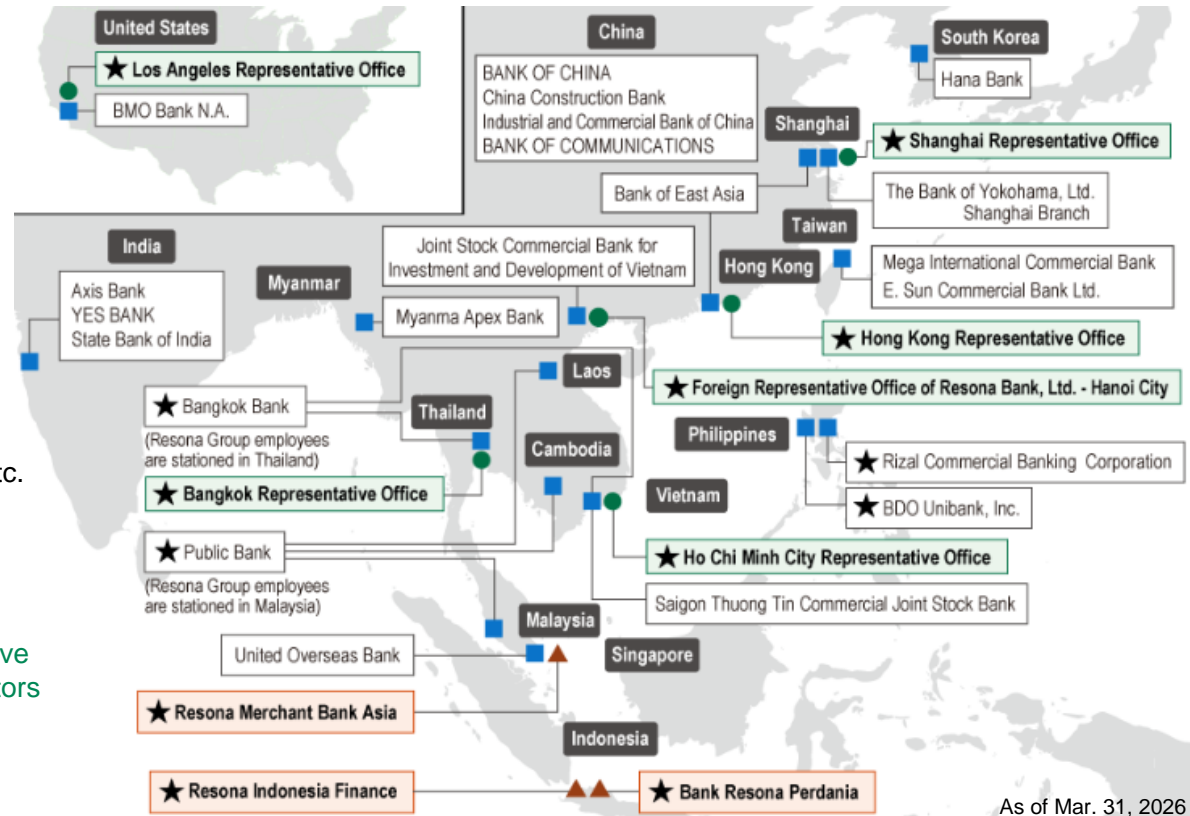 United States
★ Los Angeles Representative Office
BMO Bank N.A.
China
BANK OF CHINA
China Construction Bank
Industrial and Commercial Bank of China
BANK OF COMMUNICATIONS
South Korea
Hana Bank
Shanghai
★ Shanghai Representative Office
Bank of East Asia
The Bank of Yokohama, Ltd.
Shanghai Branch
Taiwan
Mega International Commercial Bank
E. Sun Commercial Bank Ltd.
Hong Kong
★ Hong Kong Representative Office
India
Axis Bank
YES BANK
State Bank of India
Myanmar
Joint Stock Commercial Bank for
Investment and Development of Vietnam
Myanma Apex Bank
★ Foreign Representative Office of Resona Bank, Ltd. - Hanoi City
Laos
★ Bangkok Bank
(Resona Group employees
are stationed in Thailand)
Thailand
tc.
★ Bangkok Representative Office
Cambodia
Philippines
★ Rizal Commercial Banking Corporation
★ BDO Unibank, Inc.
Vietnam
★ Public Bank
(Resona Group employees
are stationed in Malaysia)
★ Ho Chi Minh City Representative Office
Saigon Thuong Tin Commercial Joint Stock Bank
Malaysia
ve
tors
United Overseas Bank
Singapore
★ Resona Merchant Bank Asia
Indonesia
★ Resona Indonesia Finance
★ Bank Resona Perdania
As of Mar. 31, 2026